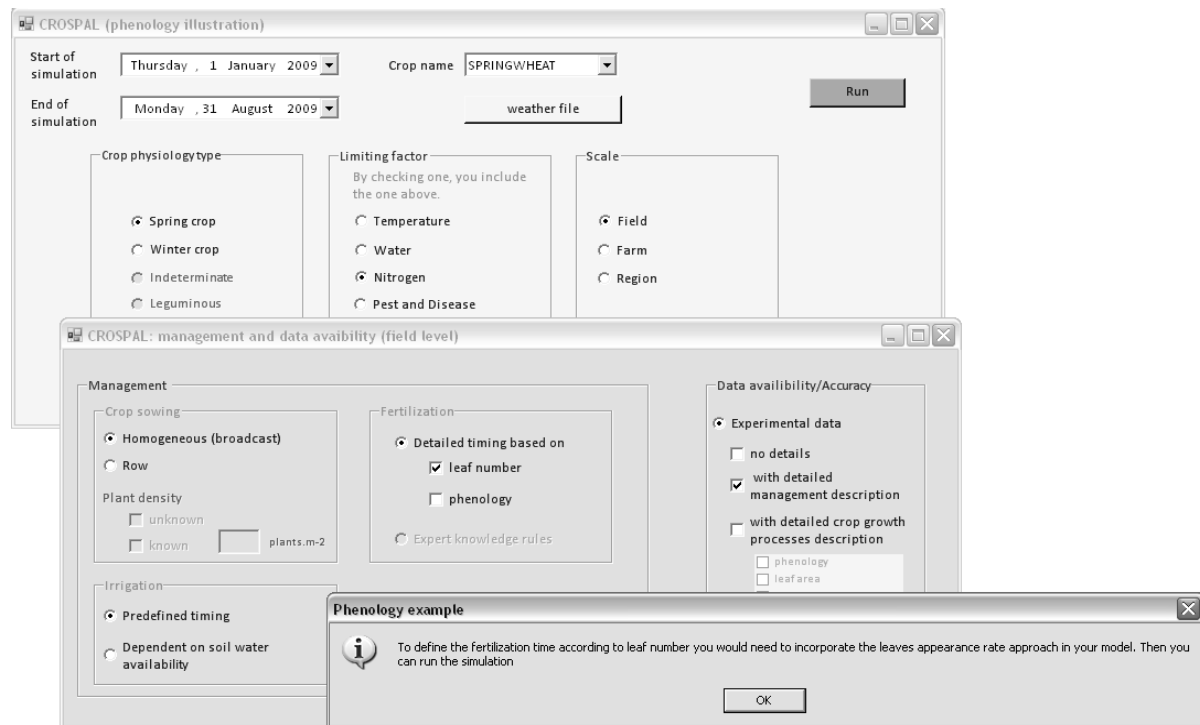 CROSPAL (phenology illustration)
Start of
simulation
Thursday , 1 January 2009
Crop name
SPRINGWHEAT
Run
End of
simulation
Monday , 31 August 2009
weather file
Crop physiology type
Spring crop
Winter crop
Indeterminate
Leguminous
Limiting factor
By checking one, you include
the one above.
Temperature
Water
Nitrogen
Pest and Disease
Scale
Field
Farm
Region
CROSPAL: management and data avaibility (field level)
Management
Crop sowing
Homogeneous (broadcast)
Row
Plant density
unknown
known
plants.m-2
Fertilization
Detailed timing based on
leaf number
phenology
Expert knowledge rules
Irrigation
Predefined timing
Dependent on soil water
availability
Data availibility/Accuracy
Experimental data
no details
with detailed
management description
with detailed crop growth
processes description
phenology
leaf area
Phenology example
To define the fertilization time according to leaf number you would need to incorporate the leaves appearance rate approach in your model. Then you
can run the simulation
OK